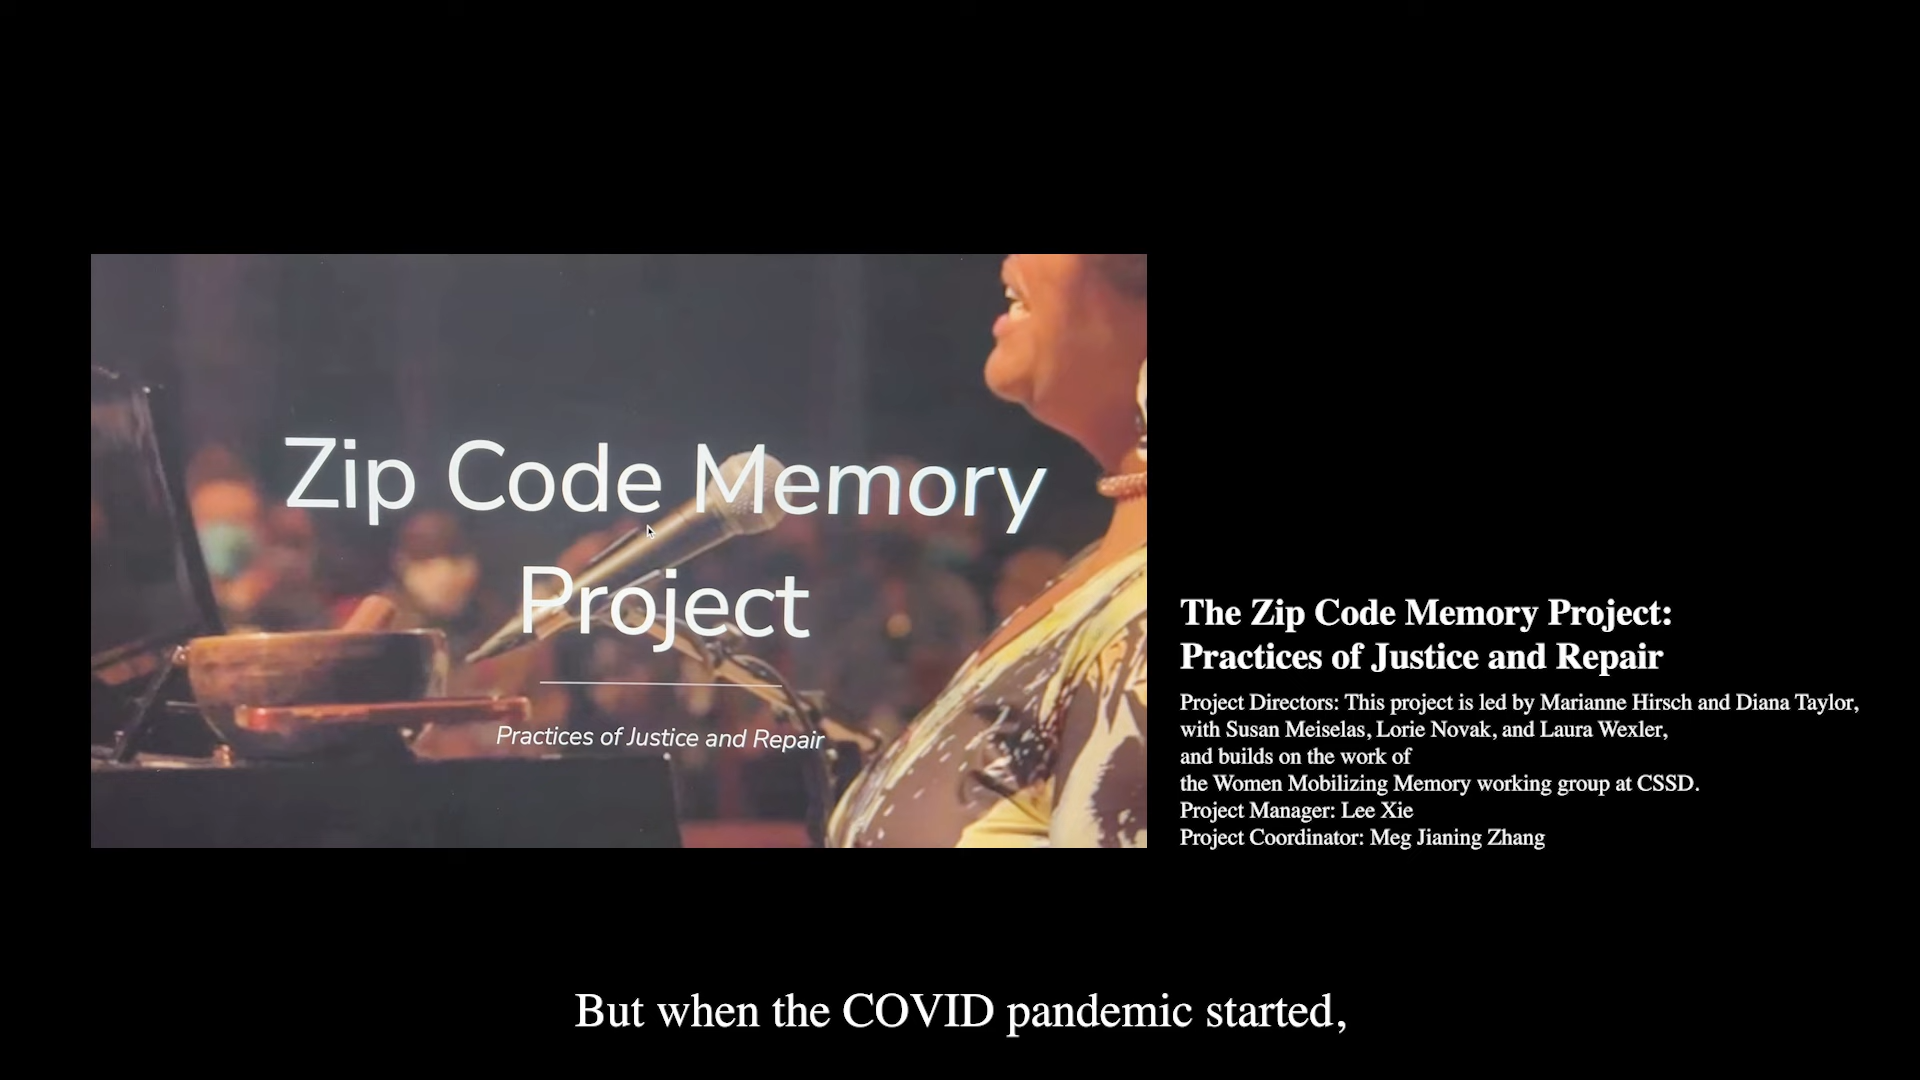 Zip Code Memory
Project
Practices of Justice and Repair
The Zip Code Memory Project:
Practices of Justice and Repair
Project Directors: This project is led by Marianne Hirsch and Diana Taylor,
with Susan Meiselas, Lorie Novak, and Laura Wexler,
and builds on the work of
the Women Mobilizing Memory working group at CSSD.
Project Manager: Lee Xie
Project Coordinator: Meg Jianing Zhang
But when the COVID pandemic started,